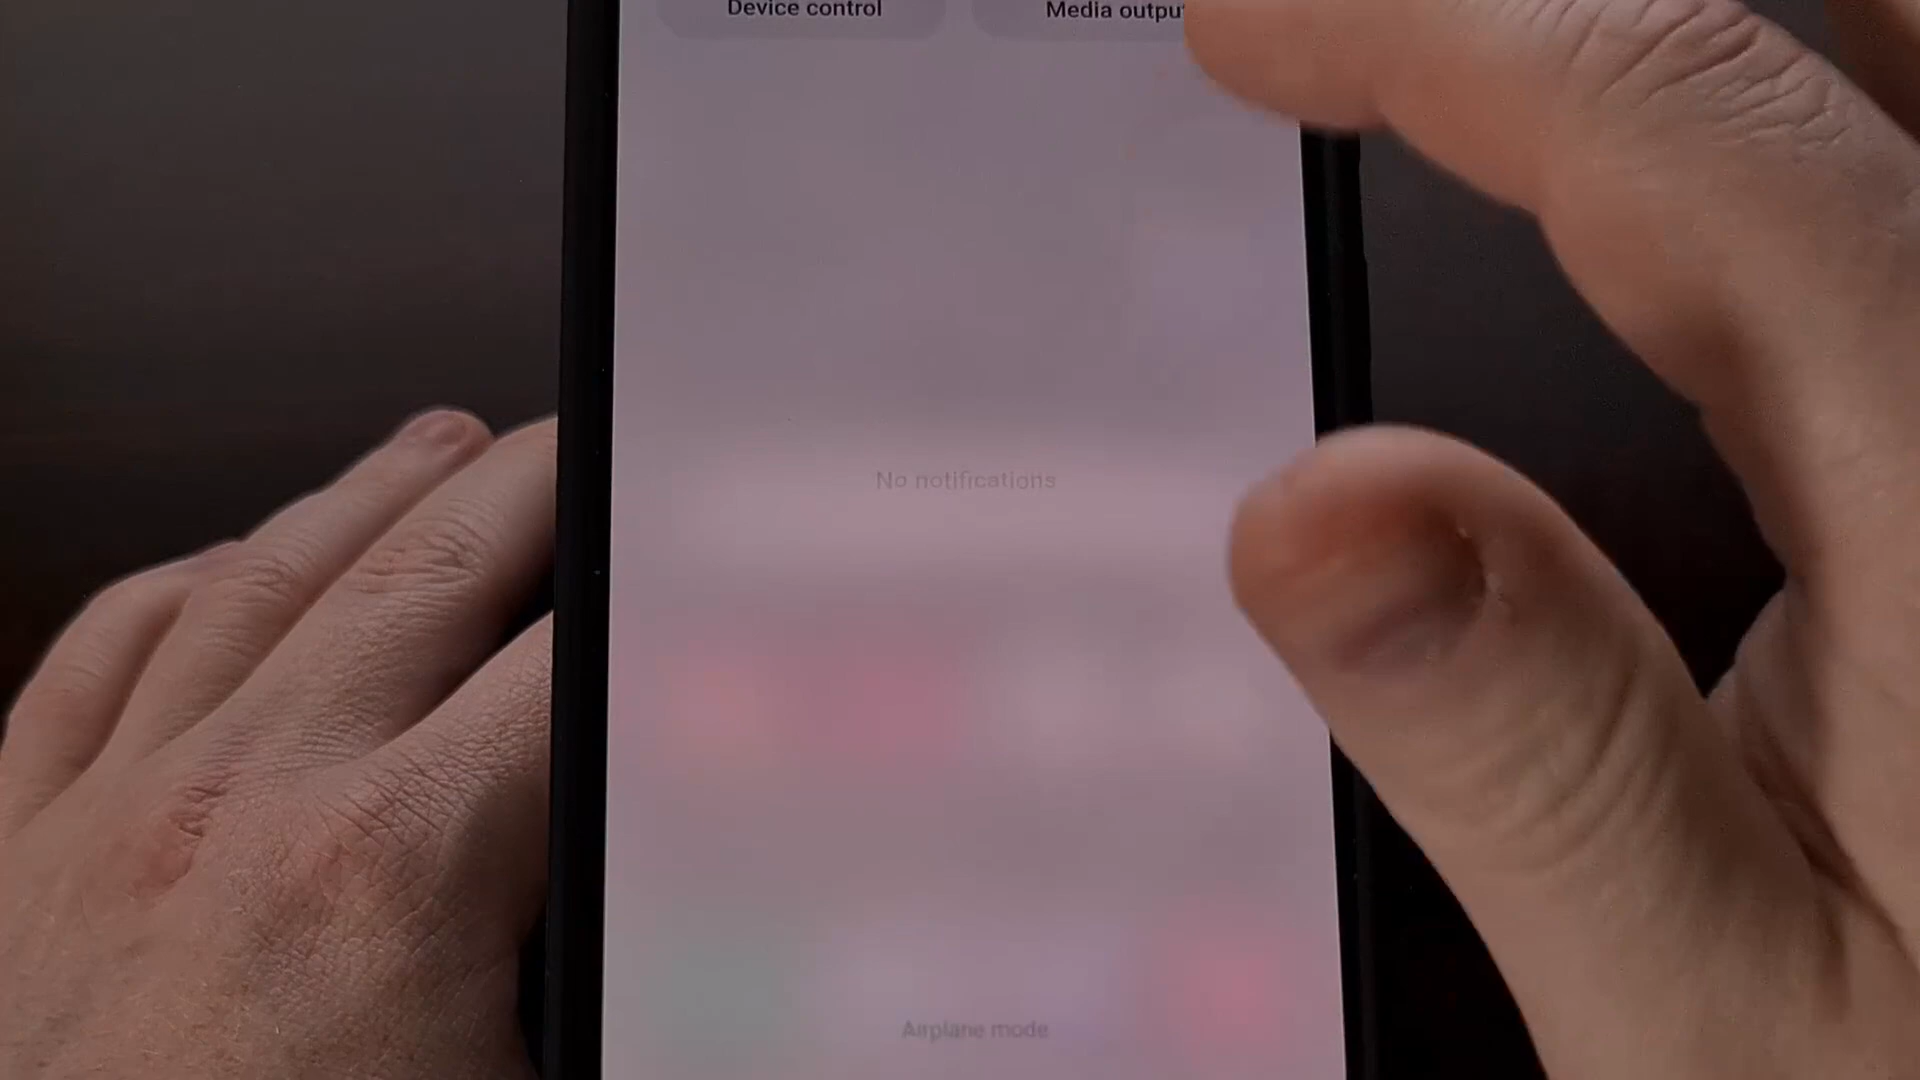 Device control
Media output
No notifications
Airplane mode